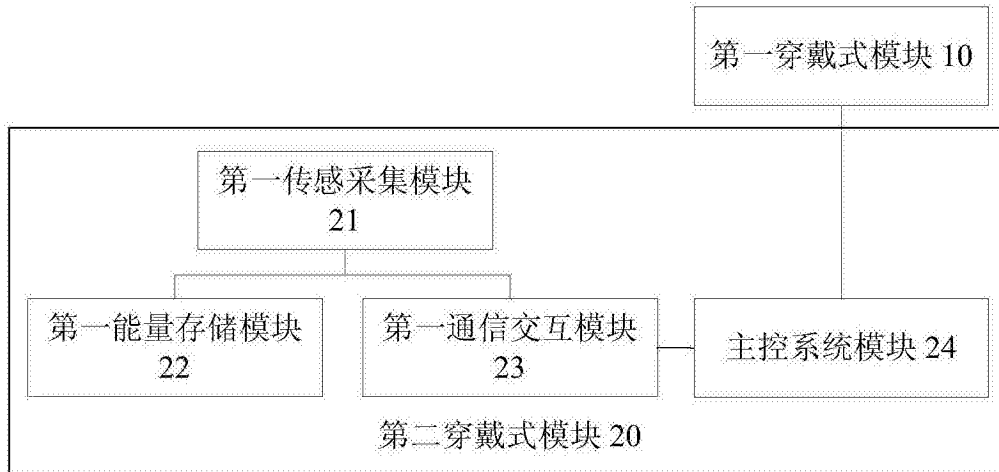 第一穿戴式模块 10
第一传感采集模块
21
第一能量存储模块
22
第一通信交互模块
23
主控系统模块 24
第二穿戴式模块 20